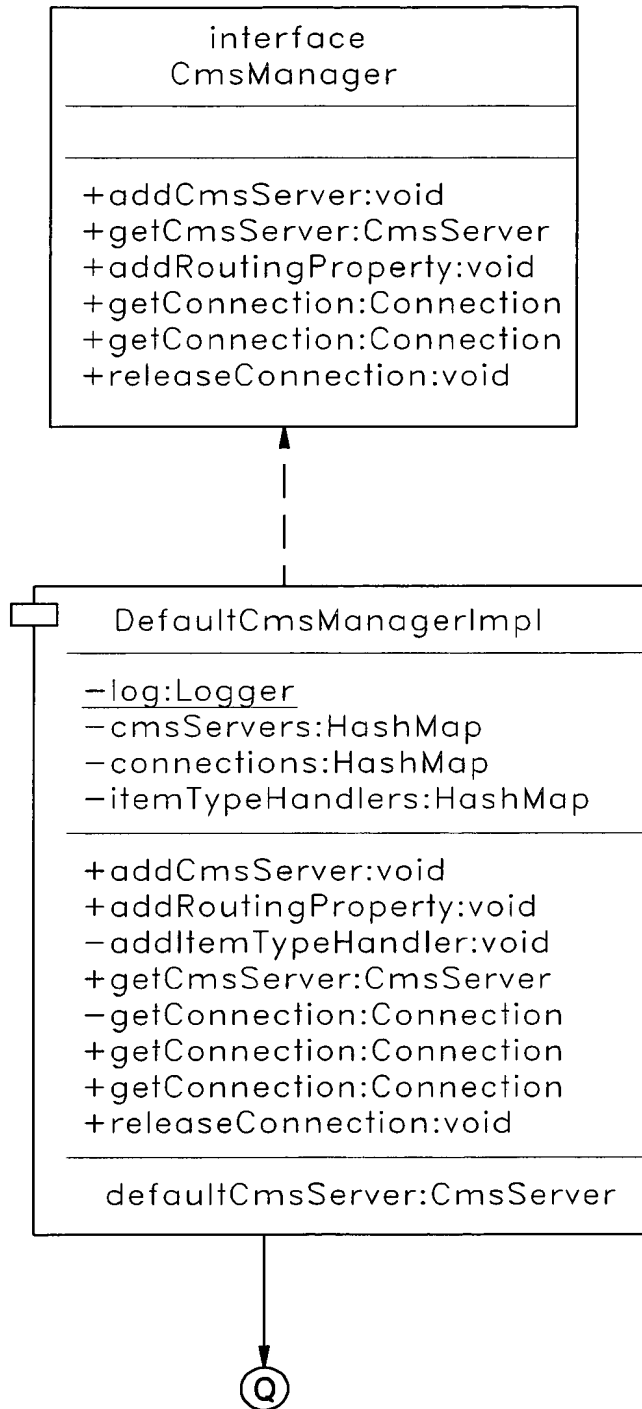 interface
CmsManager
+addCmsServer:void
+getCmsServer:CmsServer
+addRoutingProperty:void
+getConnection:Connection
+getConnection:Connection
+releaseConnection:void
DefaultCmsManagerImpl
-log:Logger
-cmsServers:HashMap
-connections:HashMap
-itemTypeHandlers:HashMap
+addCmsServer:void
+addRoutingProperty:void
-addItemTypeHandler:void
+getCmsServer:CmsServer
-getConnection:Connection
+getConnection:Connection
+getConnection:Connection
+releaseConnection:void
defaultCmsServer:CmsServer
Q